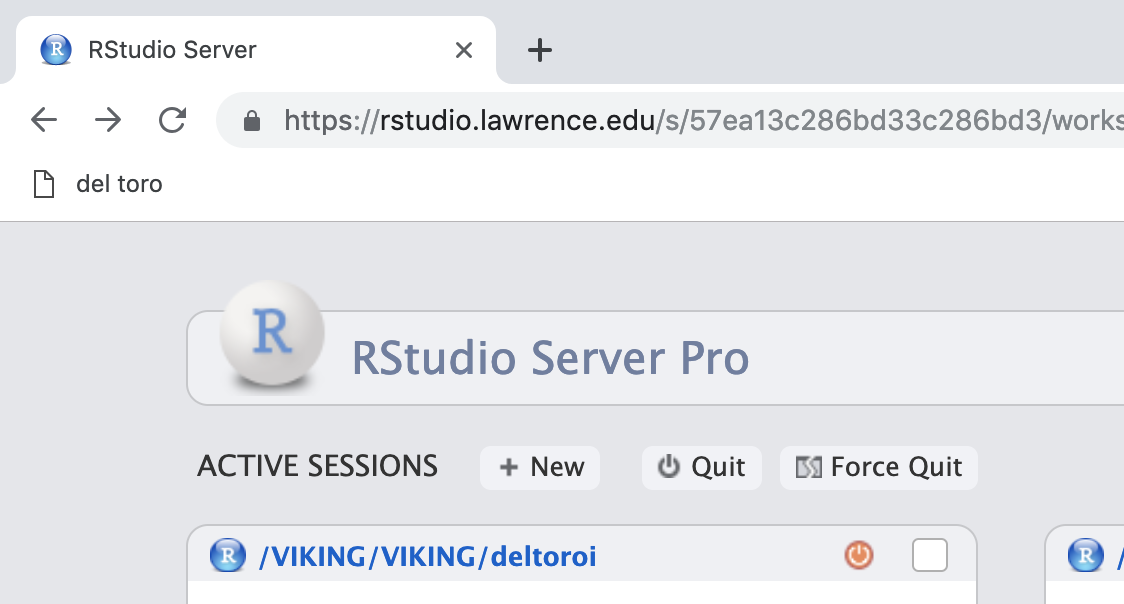 RStudio Server
https://rstudio.lawrence.edu/s/57ea13c286bd33c286bd3/works
del toro
R RStudio Server Pro
ACTIVE SESSIONS New Quit Force Quit
R /VIKING/VIKING/deltoroi R /